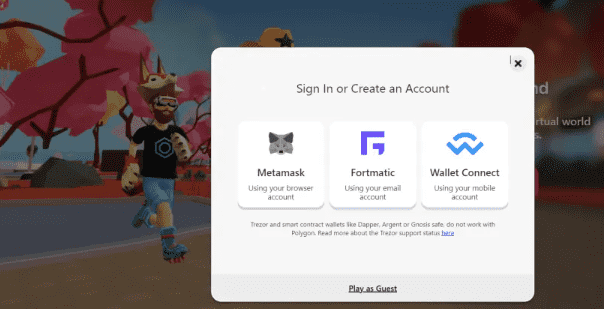 Sign In or Create an Account
nd
irtual world
s.
Metamask
Using your browser
account
Fortmatic
Using your email
account
Wallet Connect
Using your mobile
account
Trezor and smart contract wallets like Dapper, Argent or Gnosis safe, do not work with
Polygon. Read more about the Trezor support status here
Play as Guest